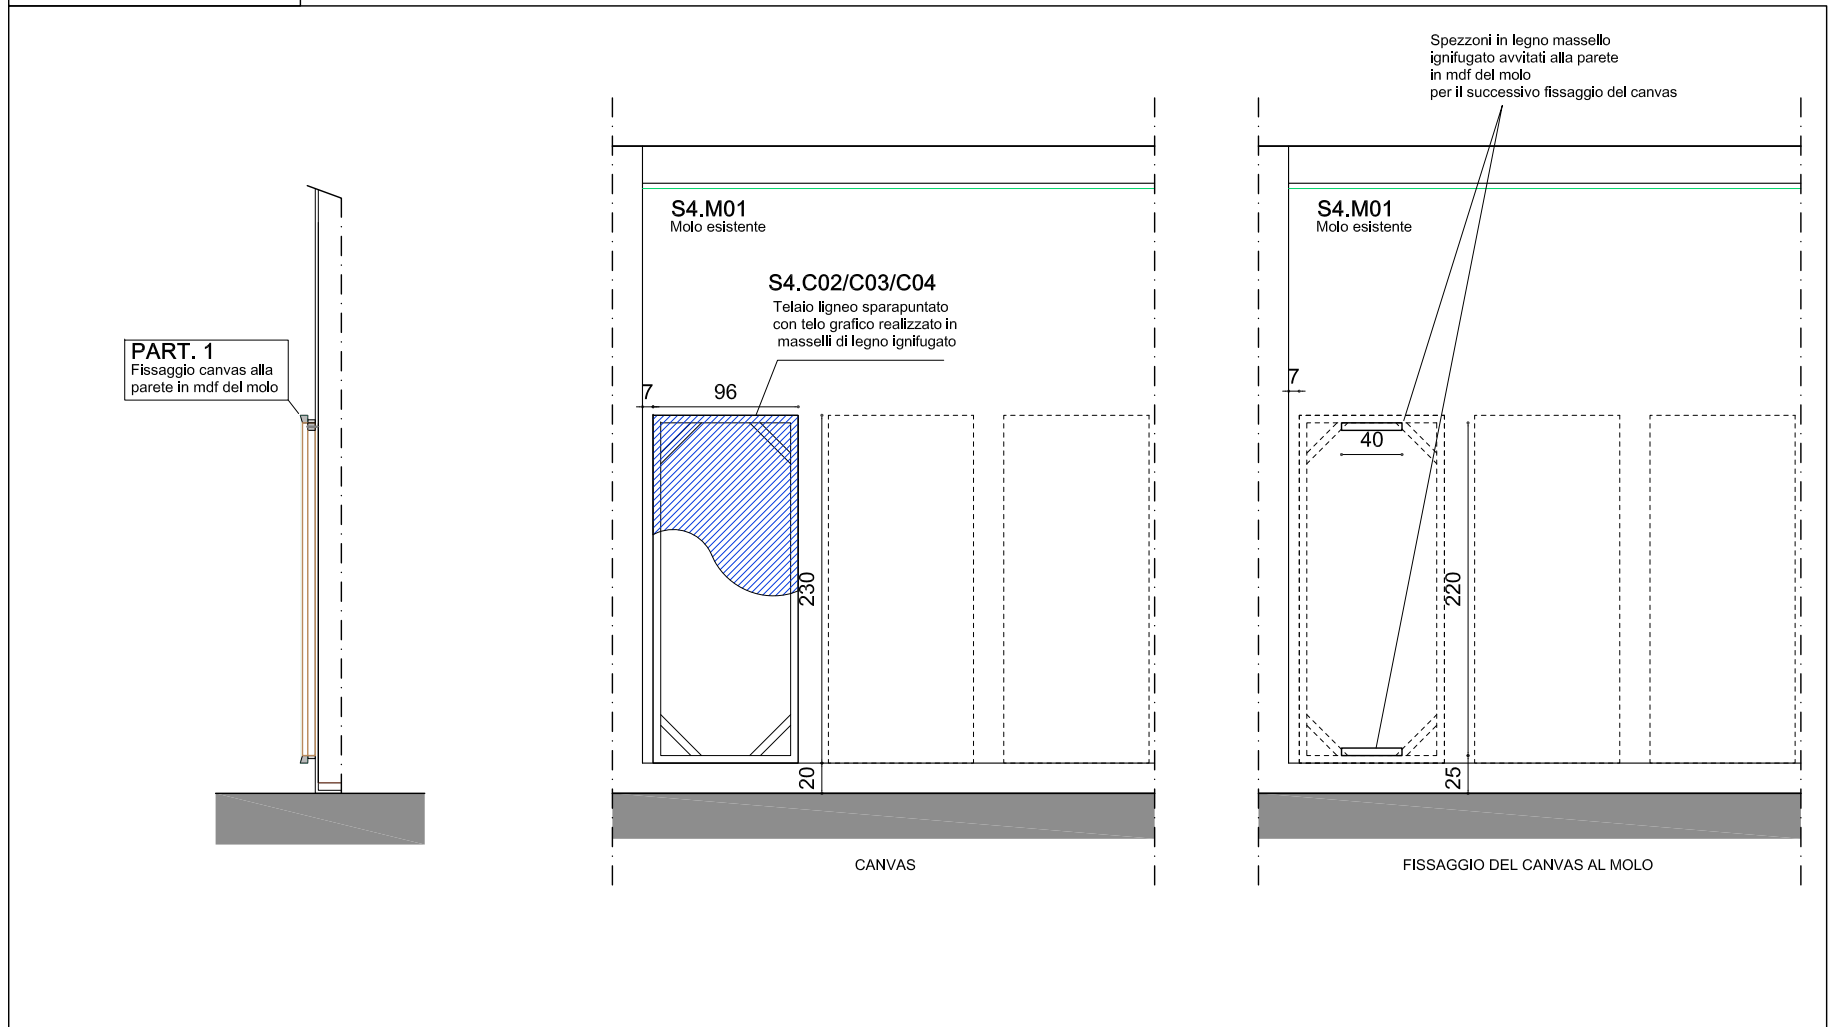 PART. 1
Fissaggio canvas alla
parete in mdf del molo
S4.M01
Molo esistente
S4.C02/C03/C04
Telaio ligneo sparapuntato
con telo grafico realizzato in
masselli di legno ignifugato
7
96
230
20
CANVAS
Spezzoni in legno massello
ignifugato avvitati alla parete
in mdf del molo
per il successivo fissaggio del canvas
S4.M01
Molo esistente
7
40
220
25
FISSAGGIO DEL CANVAS AL MOLO